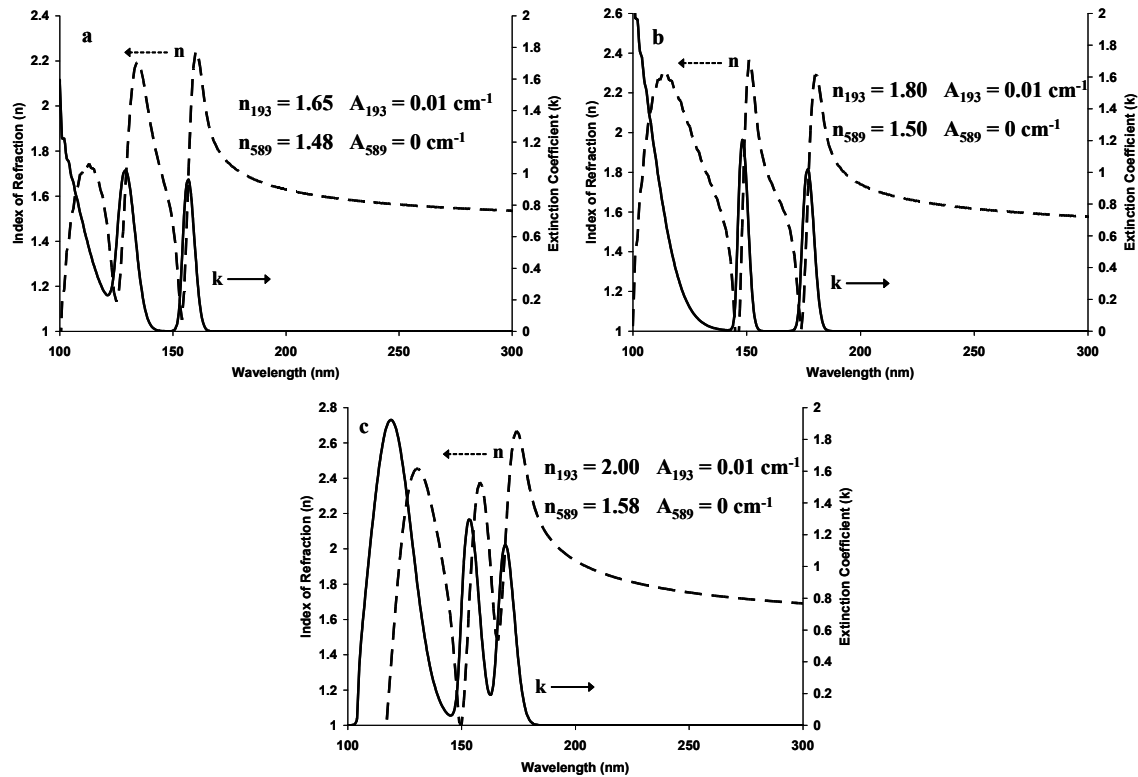 a
n
n193 = 1.65 A193 = 0.01 cm-1
n589 = 1.48 A589 = 0 cm-1
k
Index of Refraction (n)
2.4
2.2
2
1.8
1.6
1.4
1.2
1
Extinction Coefficient (k)
2
1.8
1.6
1.4
1.2
1
0.8
0.6
0.4
0.2
0
100 150 200 250 300
Wavelength (nm)
b
n
n193 = 1.80 A193 = 0.01 cm-1
n589 = 1.50 A589 = 0 cm-1
k
Index of Refraction (n)
2.6
2.4
2.2
2
1.8
1.6
1.4
1.2
1
Extinction Coefficient (k)
2
1.8
1.6
1.4
1.2
1
0.8
0.6
0.4
0.2
0
100 150 200 250 300
Wavelength (nm)
c
n
n193 = 2.00 A193 = 0.01 cm-1
n589 = 1.58 A589 = 0 cm-1
k
Index of Refraction (n)
2.8
2.6
2.4
2.2
2
1.8
1.6
1.4
1.2
1
Extinction Coefficient (k)
2
1.8
1.6
1.4
1.2
1
0.8
0.6
0.4
0.2
0
100 150 200 250 300
Wavelength (nm)